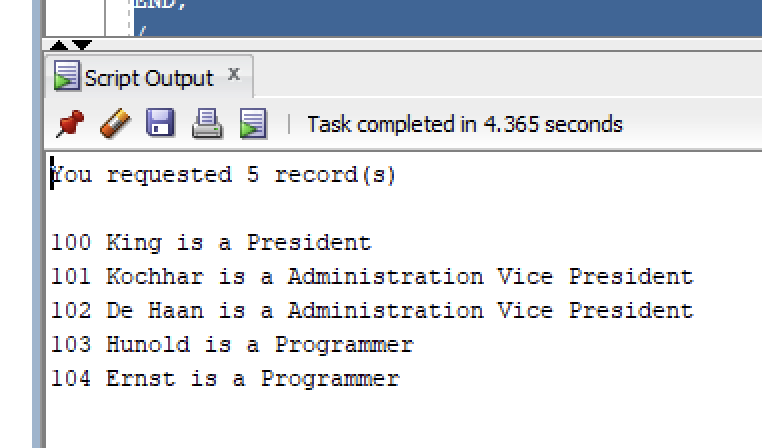 END;
/
Script Output x
Task completed in 4.365 seconds
You requested 5 record(s)
100 King is a President
101 Kochhar is a Administration Vice President
102 De Haan is a Administration Vice President
103 Hunold is a Programmer
104 Ernst is a Programmer